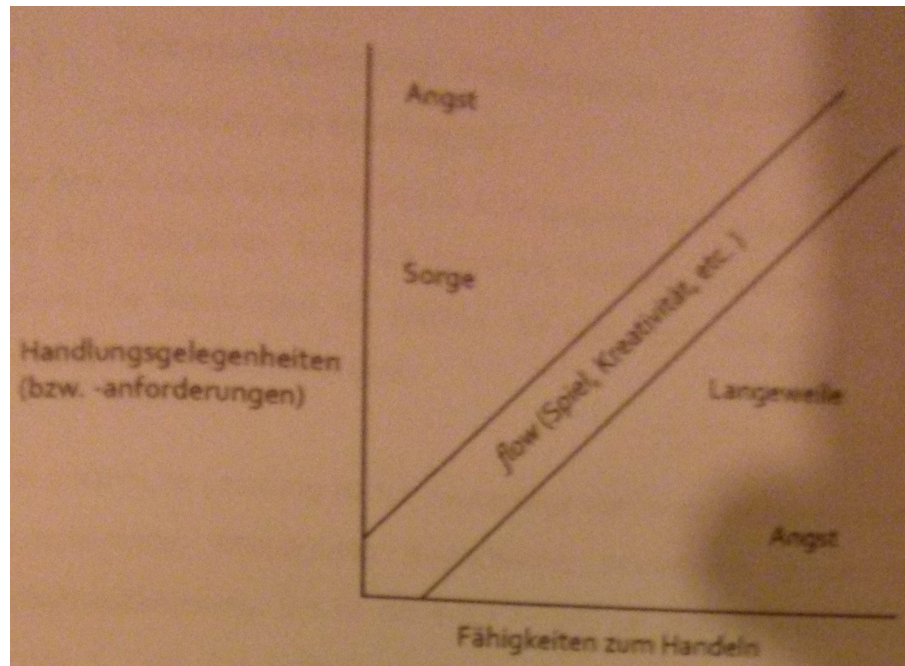 Angst
Sorge
Handlungsgelegenheiten
(bzw. -anforderungen)
flow (Spiel, Kreativität, etc. )
Langeweile
Angst
Fähigkeiten zum Handeln